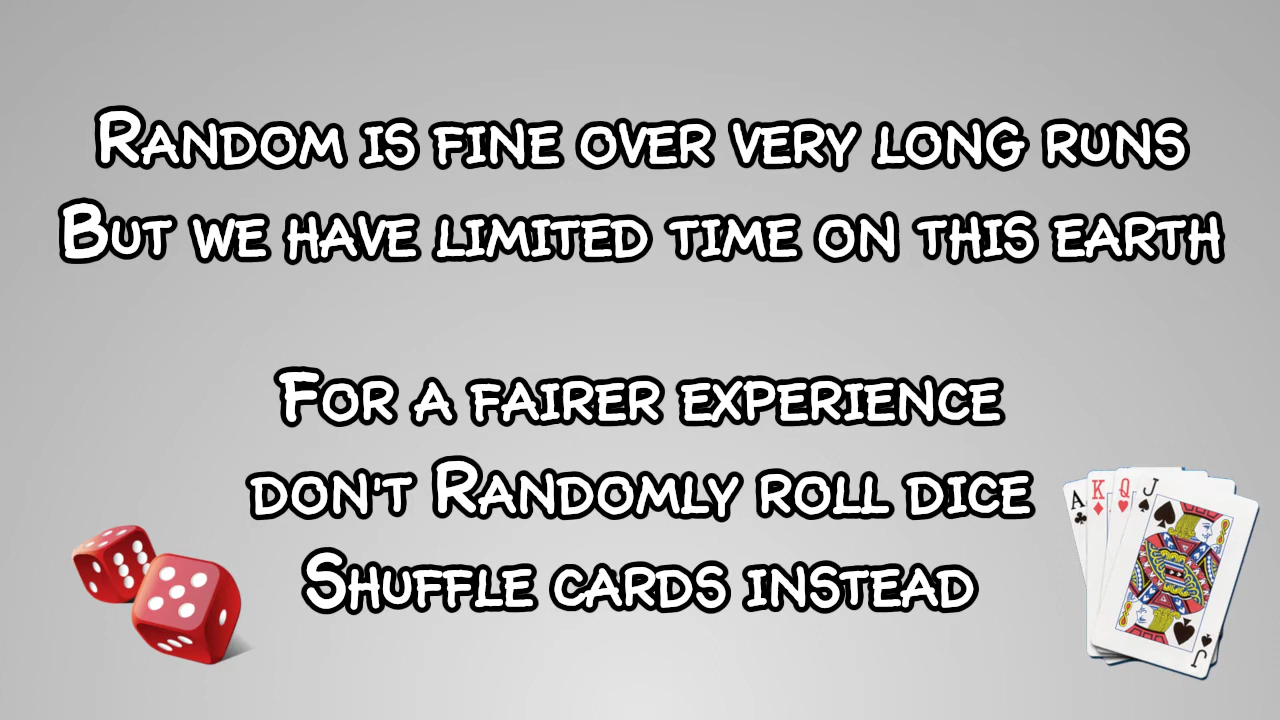 Random is fine over very long runs
But we have limited time on this earth
For a fairer experience
don't Randomly roll dice
Shuffle cards instead
A K Q J
J